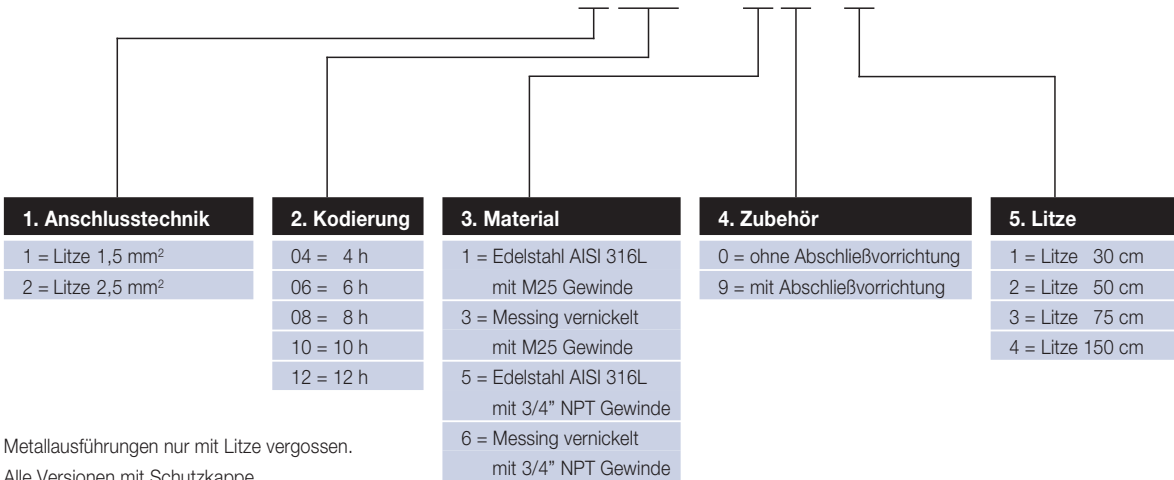 1. Anschlusstechnik
1 = Litze 1,5 mm²
2 = Litze 2,5 mm²
2. Kodierung
04 = 4 h
06 = 6 h
08 = 8 h
10 = 10 h
12 = 12 h
3. Material
1 = Edelstahl AISI 316L
mit M25 Gewinde
3 = Messing vernickelt
mit M25 Gewinde
5 = Edelstahl AISI 316L
mit 3/4” NPT Gewinde
6 = Messing vernickelt
mit 3/4” NPT Gewinde
4. Zubehör
0 = ohne Abschließvorrichtung
9 = mit Abschließvorrichtung
5. Litze
1 = Litze 30 cm
2 = Litze 50 cm
3 = Litze 75 cm
4 = Litze 150 cm
Metallausführungen nur mit Litze vergossen.
Alle Versionen mit Schutzkappe